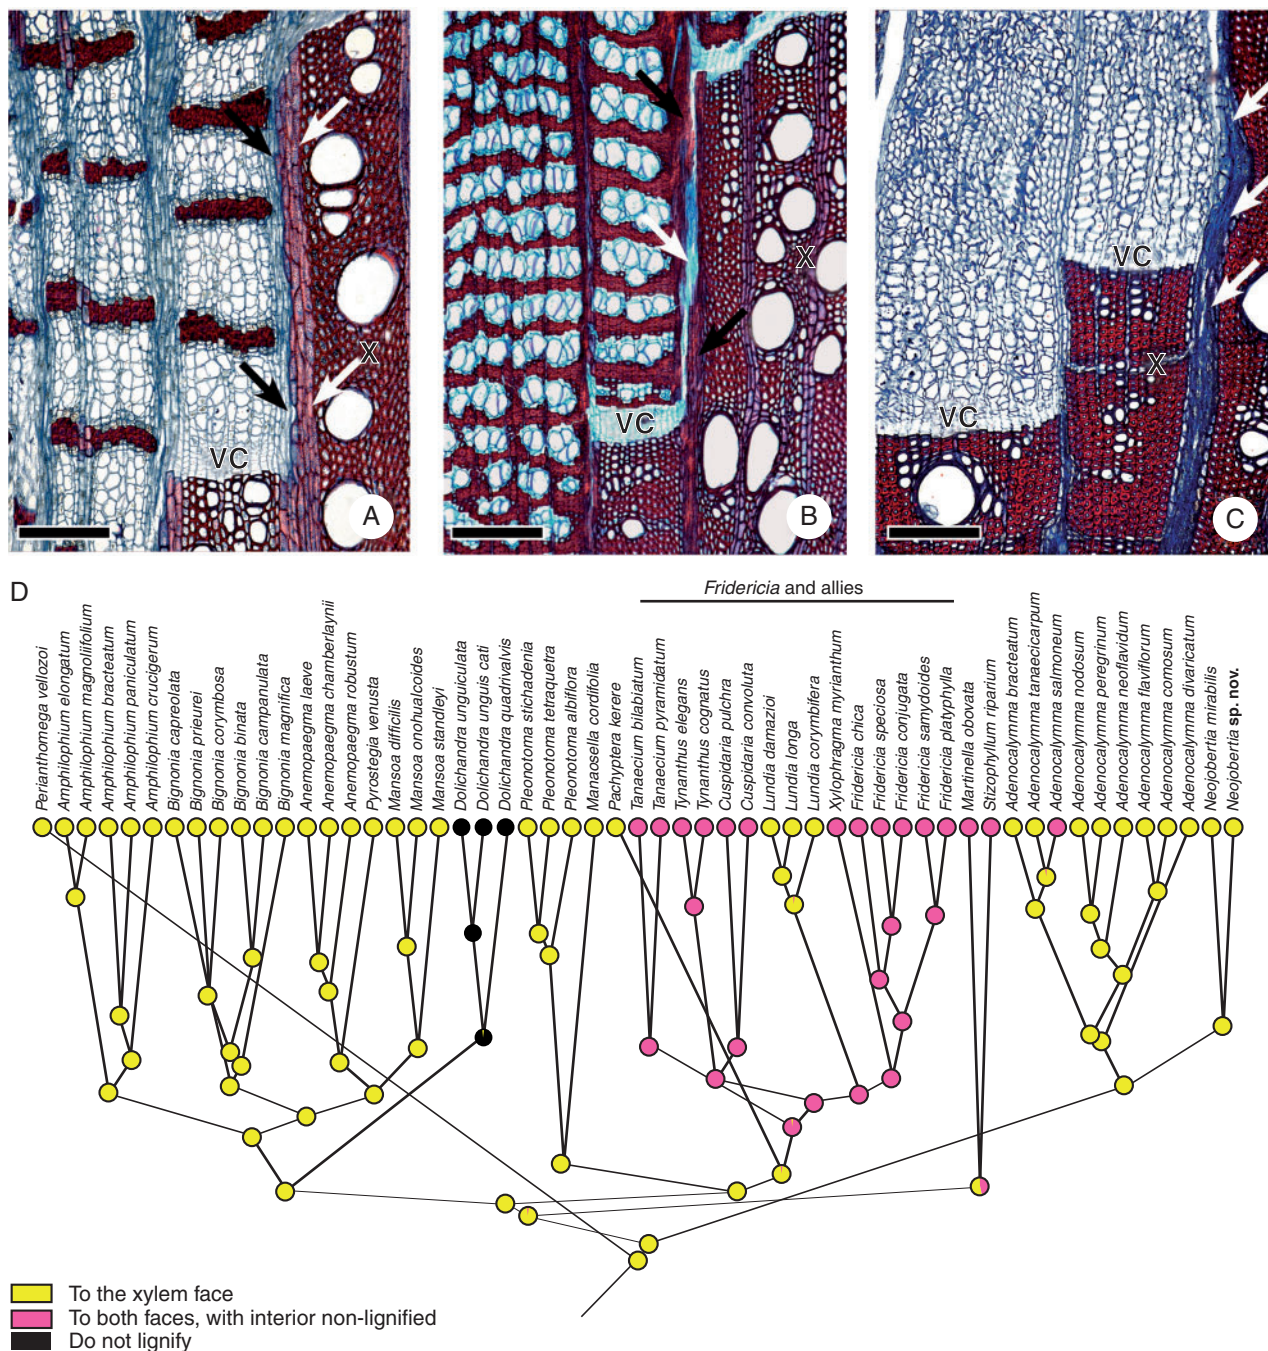 X
VC
A
X
VC
B
VC
X
VC
C
D
Fridericia and allies
Perianthomega vellozoi
Amphilophium elongatum
Amphilophium magnoliifolium
Amphilophium bracteatum
Amphilophium paniculatum
Amphilophium crucigerum
Bignonia capreolata
Bignonia prieurei
Bignonia corymbosa
Bignonia binata
Bignonia campanulata
Bignonia magnifica
Anemopaegma laeve
Anemopaegma chamberlaynii
Anemopaegma robustum
Pyrostegia venusta
Mansoa difficilis
Mansoa onohualcoides
Mansoa standleyi
Dolichandra unguiculata
Dolichandra unguis cati
Dolichandra quadrivalvis
Pleonotoma stichadenia
Pleonotoma tetraquetra
Pleonotoma albiflora
Manaosella cordifolia
Pachyptera kerere
Tanaecium bilabiatum
Tanaecium pyramidatum
Tynanthus elegans
Tynanthus cognatus
Cuspidaria pulchra
Cuspidaria convoluta
Lundia damazioi
Lundia longa
Lundia corymbifera
Xylophragma myrianthum
Fridericia chica
Fridericia speciosa
Fridericia conjugata
Fridericia samydoides
Fridericia platyphylla
Martinella obovata
Stizophyllum riparium
Adenocalymma bracteatum
Adenocalymma tanaecicarpum
Adenocalymma salmoneum
Adenocalymma nodosum
Adenocalymma peregrinum
Adenocalymma neoflavidum
Adenocalymma flaviflorum
Adenocalymma comosum
Adenocalymma divaricatum
Neojobertia mirabilis
Neojobertia sp. nov.
To the xylem face
To both faces, with interior non-lignified
Do not lignify